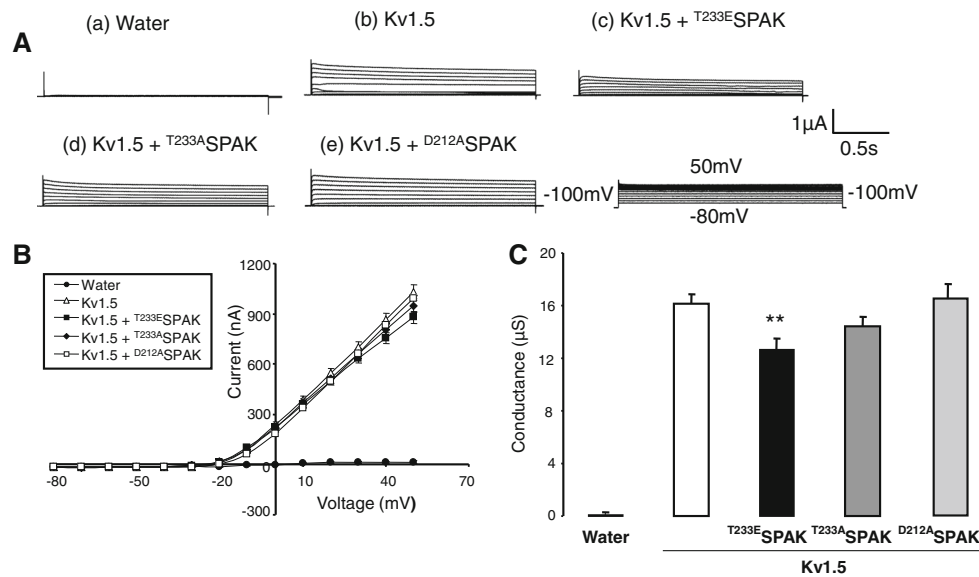 A
(a) Water
(b) Kv1.5
(c) Kv1.5 + T233ESPAK
1µA
0.5s
(d) Kv1.5 + T233ASPAK
(e) Kv1.5 + D212ASPAK
-100mV
50mV
-80mV
-100mV
B
Water
Kv1.5
Kv1.5 + T233ESPAK
Kv1.5 + T233ASPAK
Kv1.5 + D212ASPAK
Current (nA)
1200
900
600
300
0
-300
-80
-50
-20
10
40
70
Voltage (mV)
C
Conductance (µS)
20
16
12
8
4
0
**
Water
T233ESPAK
T233ASPAK
D212ASPAK
Kv1.5